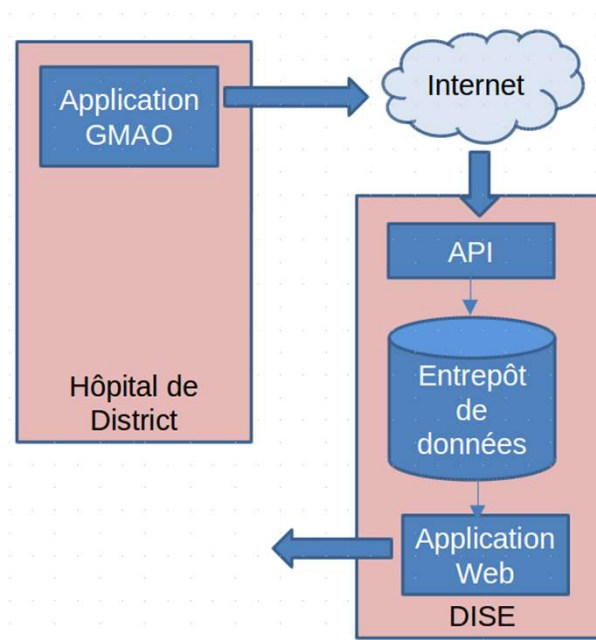 Application
GMAO
Internet
Hôpital de
District
API
Entrepôt
de
données
Application
Web
DISE